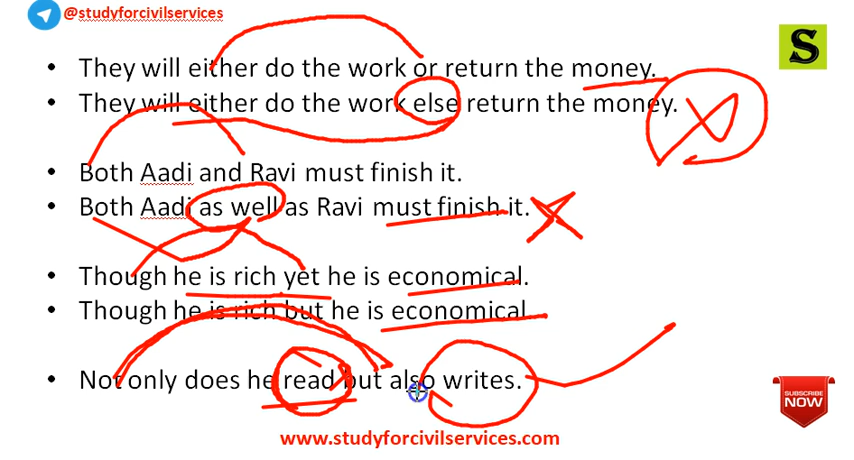 @studyforcivilservices
S
• They will either do the work or return the money.
• They will either do the work else return the money.
• Both Aadi and Ravi must finish it.
• Both Aadi as well as Ravi must finish it.
• Though he is rich yet he is economical.
• Though he is rich but he is economical.
• Not only does he read but also writes.
SUBSCRIBE
NOW
www.studyforcivilservices.com